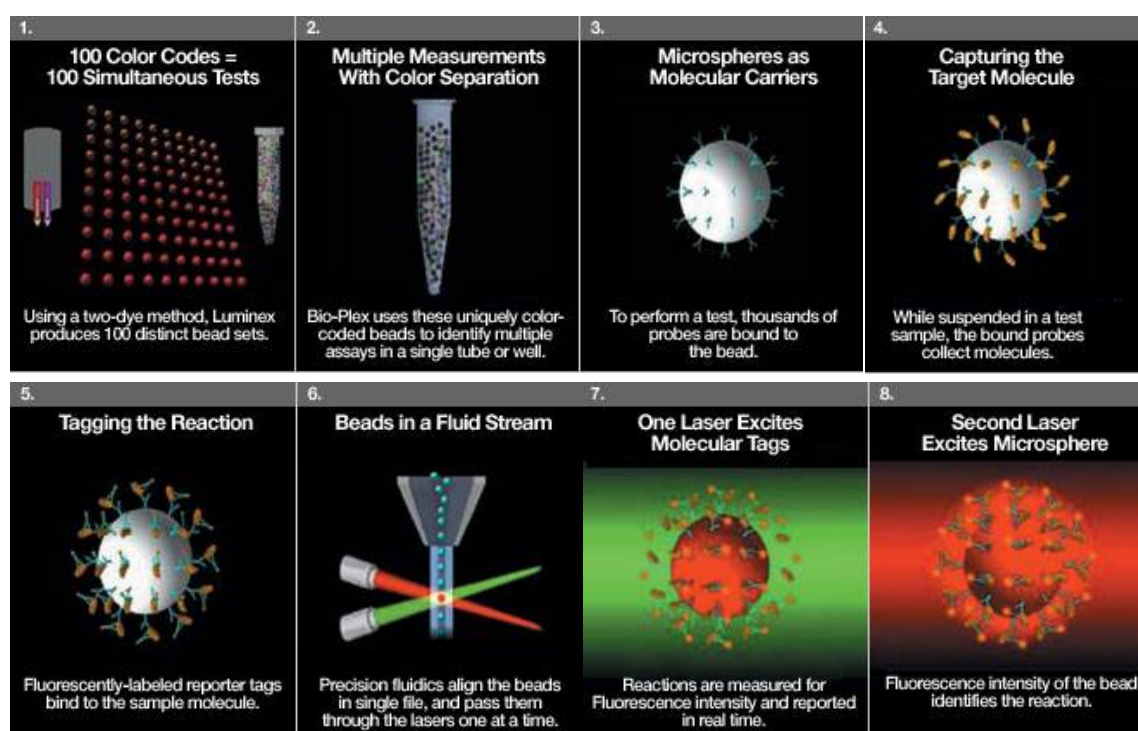 1.
100 Color Codes =
100 Simultaneous Tests
Using a two-dye method, Luminex
produces 100 distinct bead sets.
2.
Multiple Measurements
With Color Separation
Bio-Plex uses these uniquely color-
coded beads to identify multiple
assays in a single tube or well.
3.
Microspheres as
Molecular Carriers
To perform a test, thousands of
probes are bound to
the bead.
4.
Capturing the
Target Molecule
While suspended in a test
sample, the bound probes
collect molecules.
5.
Tagging the Reaction
Fluorescently-labeled reporter tags
bind to the sample molecule.
6.
Beads in a Fluid Stream
Precision fluidics align the beads
in single file, and pass them
through the lasers one at a time.
7.
One Laser Excites
Molecular Tags
Reactions are measured for
Fluorescence intensity and reported
in real time.
8.
Second Laser
Excites Microsphere
Fluorescence intensity of the bead
identifies the reaction.